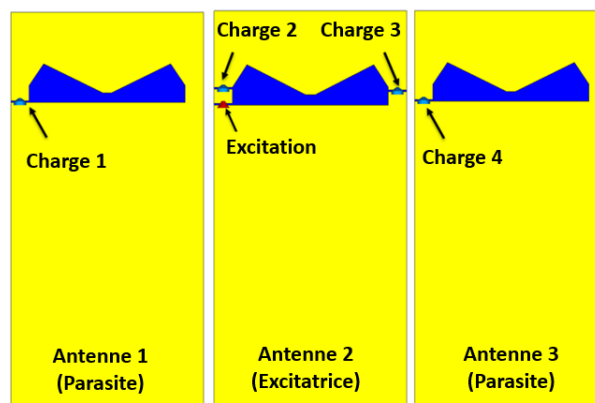 Charge 2
Charge 3
Charge 1
Excitation
Charge 4
Antenne 1
(Parasite)
Antenne 2
(Excitatrice)
Antenne 3
(Parasite)